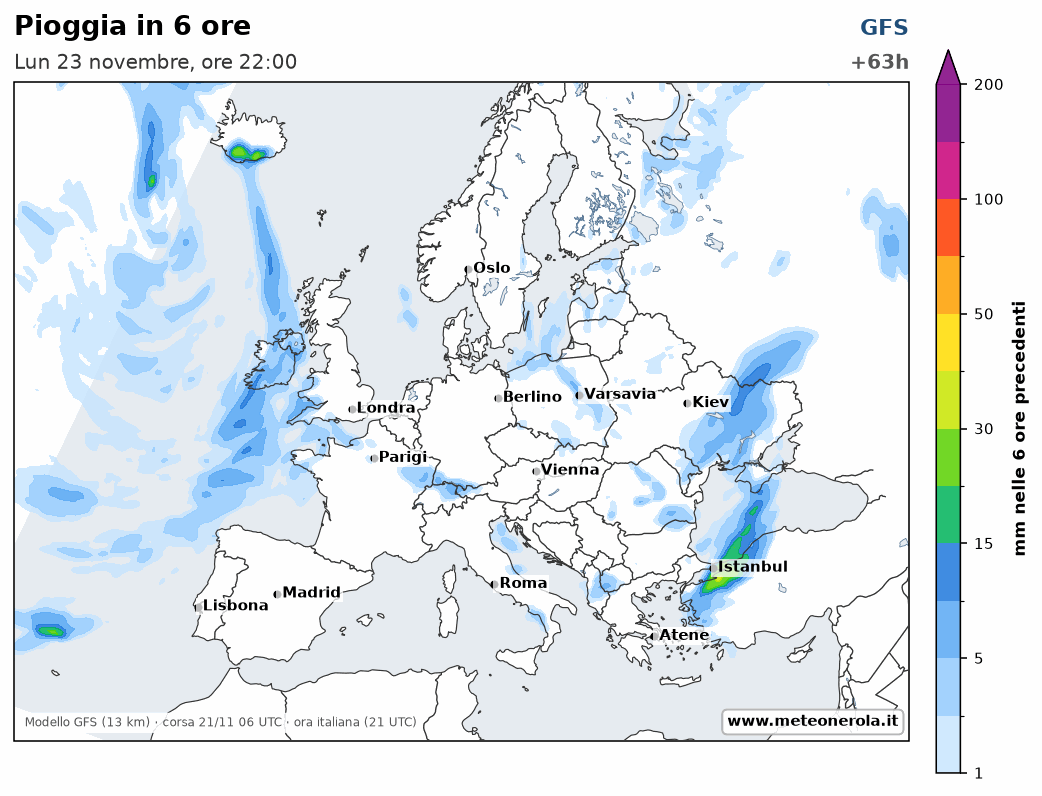 Pioggia in 6 ore
GFS
Lun 23 novembre, ore 22:00
+63h
200
100
50
30
15
5
1
mm nelle 6 ore precedenti
Oslo
Londra
Berlino
Varsavia
Kiev
Parigi
Vienna
Istanbul
Roma
Madrid
Lisbona
Atene
Modello GFS (13 km) · corsa 21/11 06 UTC · ora italiana (21 UTC)
www.meteonerola.it